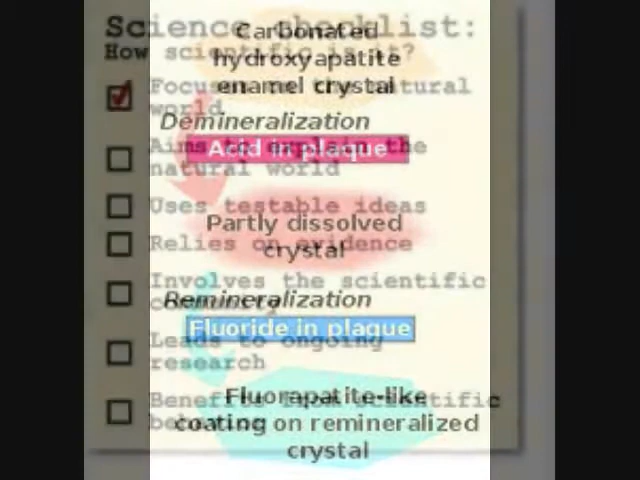 Science checklist:
How scientific is it?
Focuses on the natural
world
Aims to explain the
natural world
Uses testable ideas
Relies on evidence
Involves the scientific
Leads to ongoing
research
Benefits from scientific
Carbonated
hydroxyapatite
enamel crystal
Demineralization
Acid in plaque
Partly dissolved
crystal
Remineralization
Fluoride in plaque
Fluorapatite-like
coating on remineralized
crystal